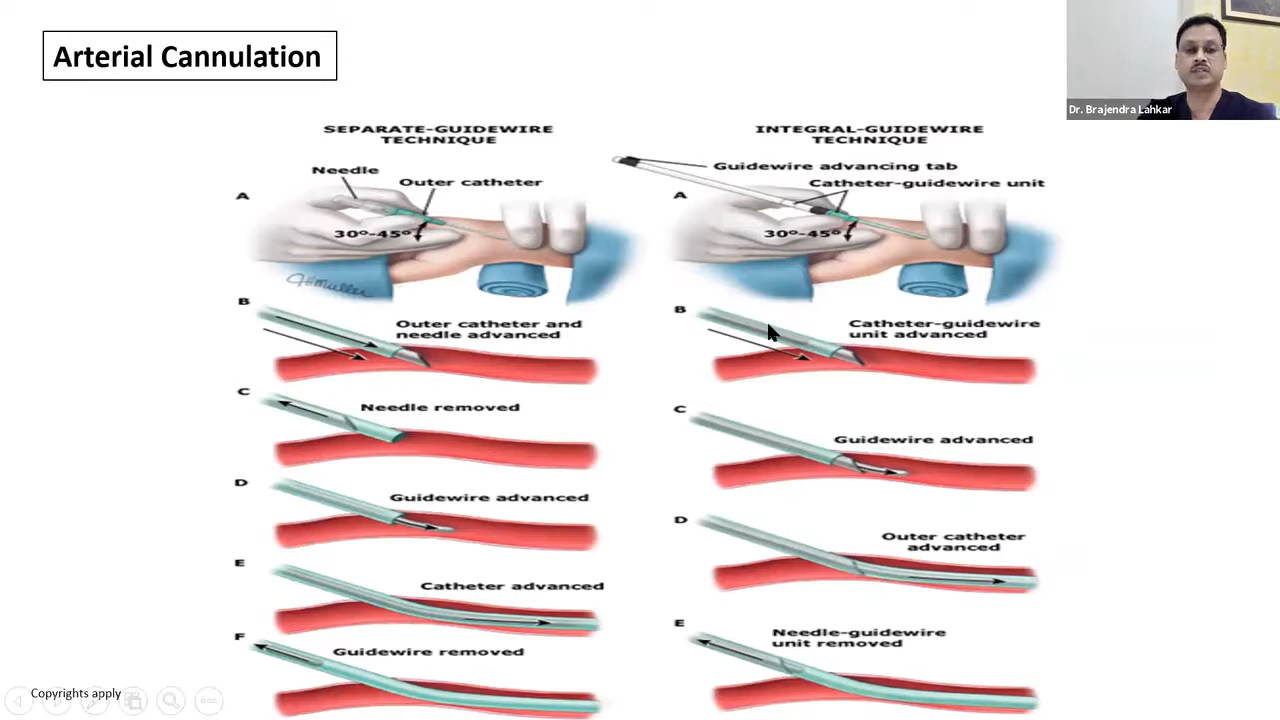 Arterial Cannulation
Dr. Brajendra Lahkar
SEPARATE-GUIDEWIRE
TECHNIQUE
Needle
Outer catheter
A
30°-45°
B
Outer catheter and
needle advanced
C
Needle removed
D
Guidewire advanced
E
Catheter advanced
F
Guidewire removed
INTEGRAL-GUIDEWIRE
TECHNIQUE
Guidewire advancing tab
Catheter-guidewire unit
A
30°-45°
B
Catheter-guidewire
unit advanced
C
Guidewire advanced
D
Outer catheter
advanced
E
Needle-guidewire
unit removed
Copyrights apply